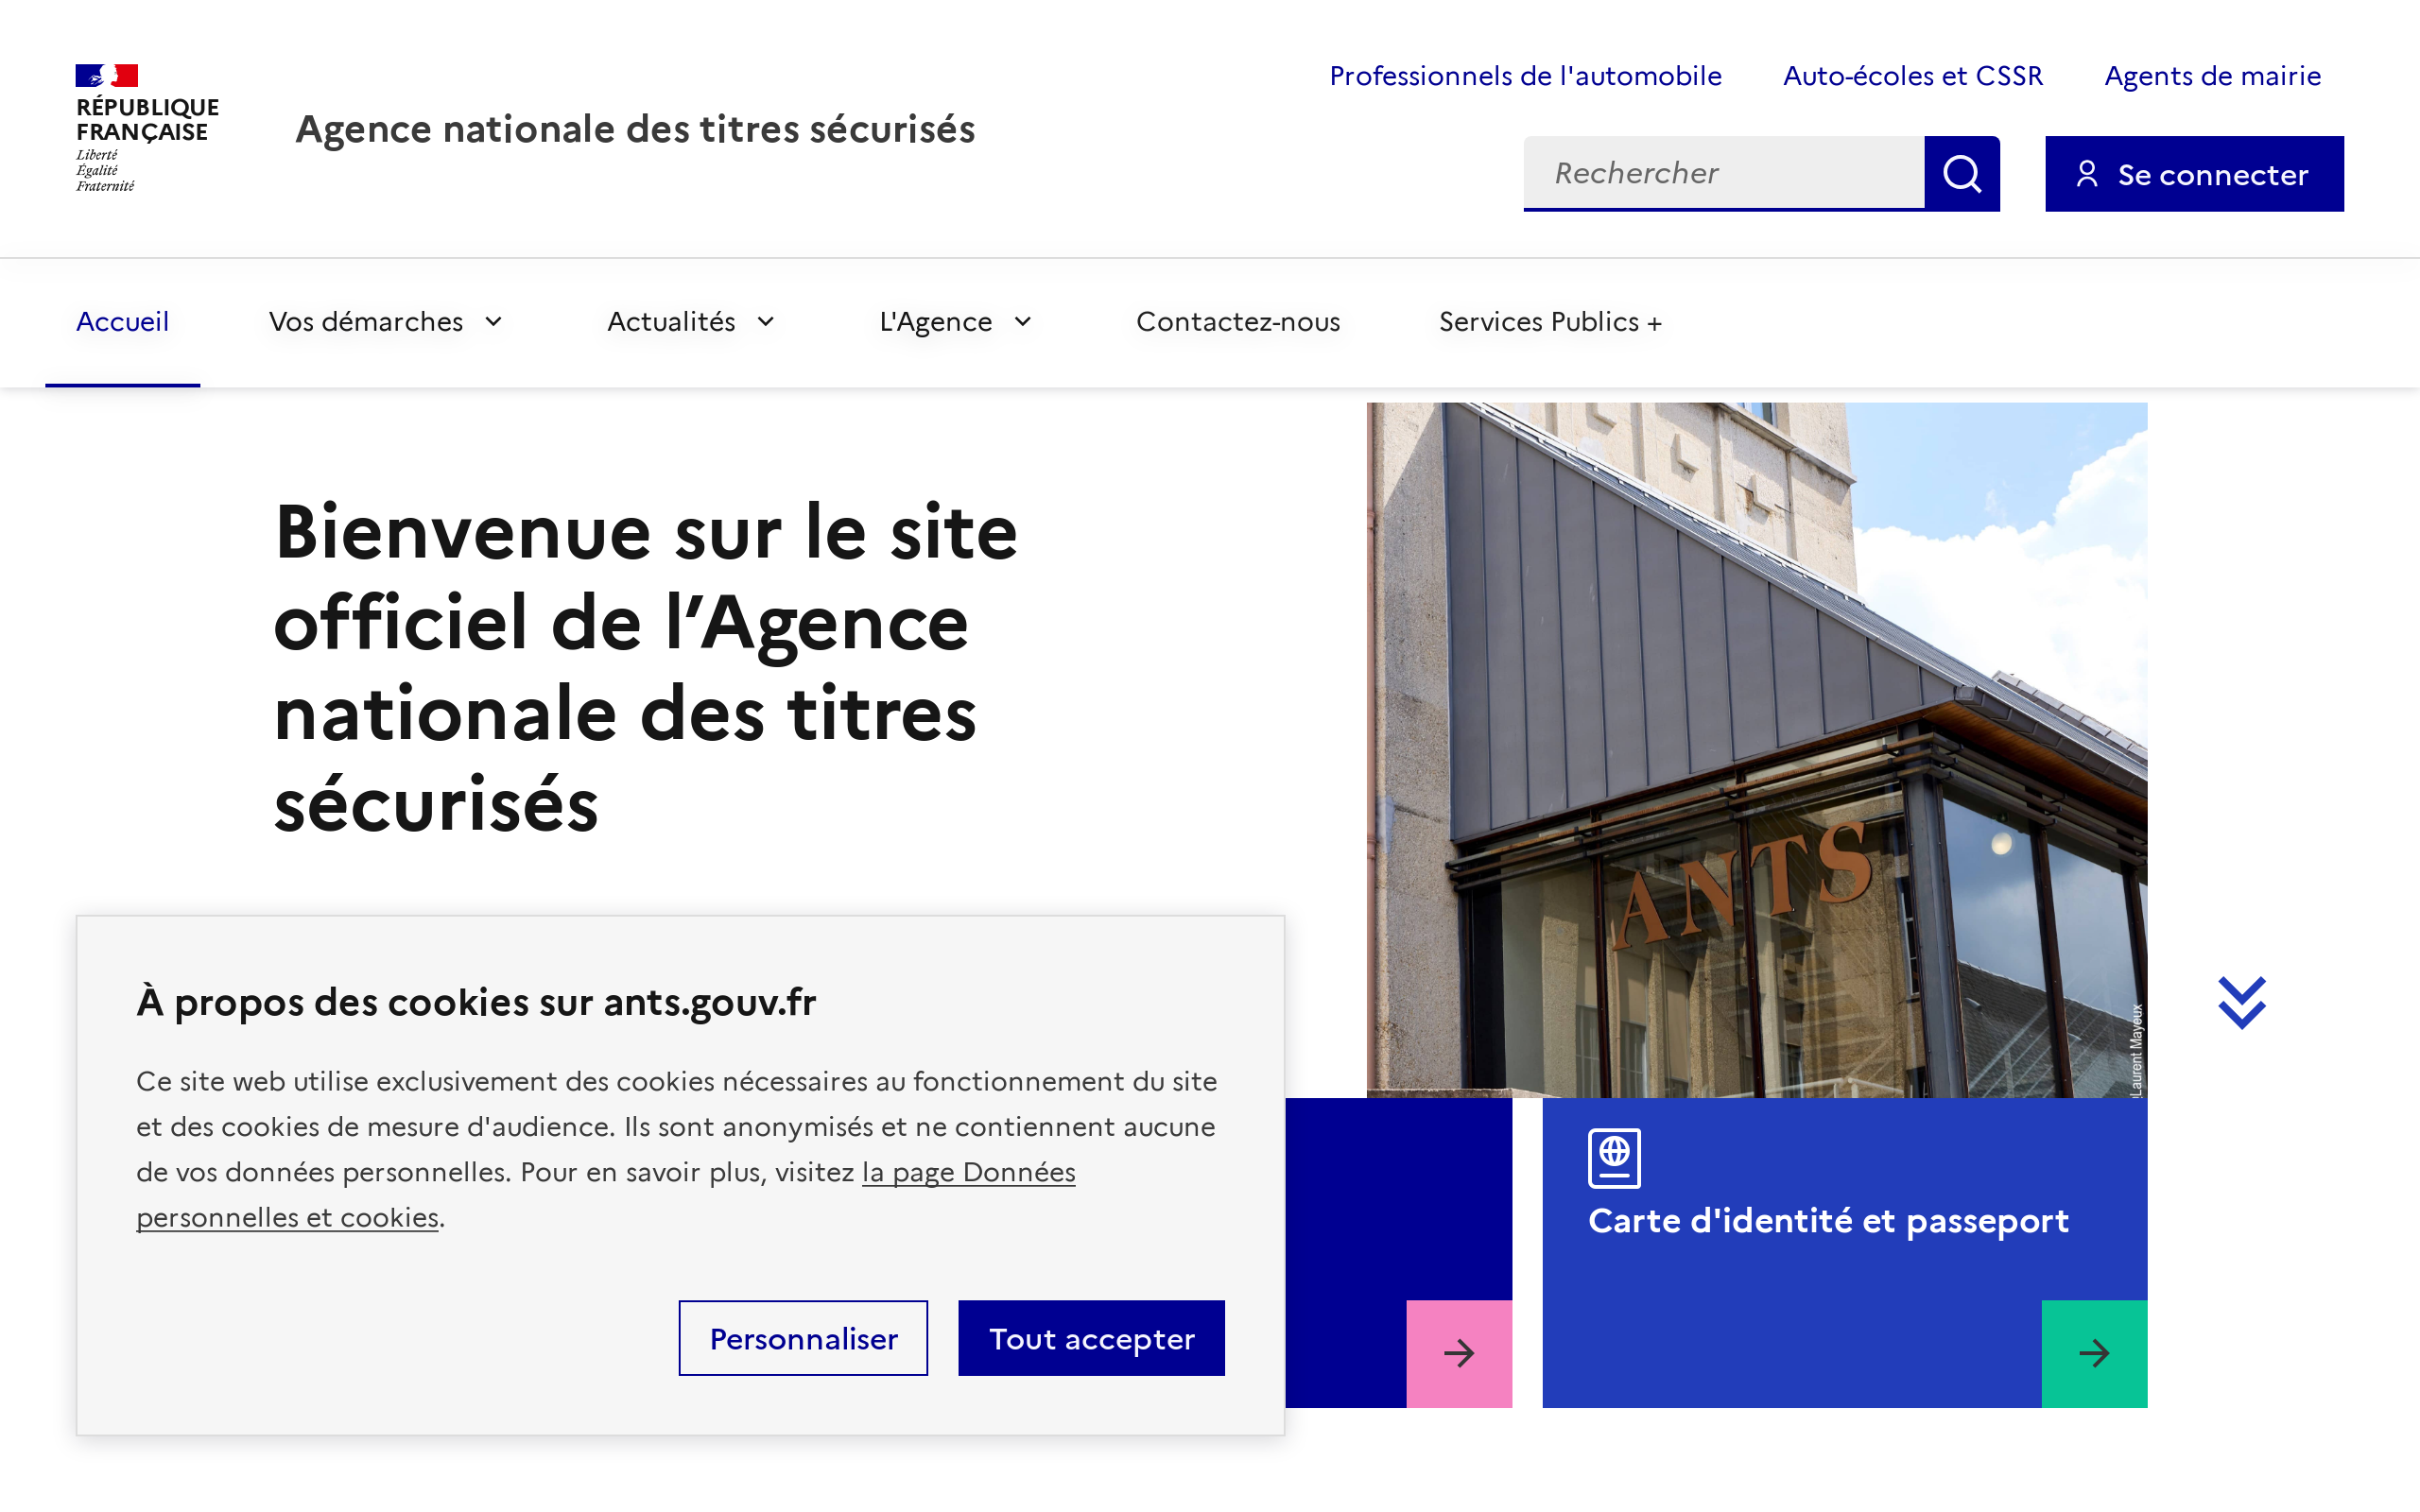 RÉPUBLIQUE
FRANÇAISE
Liberté
Égalité
Fraternité
Agence nationale des titres sécurisés
Professionnels de l'automobile
Auto-écoles et CSSR
Agents de mairie
Rechercher
Se connecter
Accueil
Vos démarches
Actualités
L'Agence
Contactez-nous
Services Publics +
Bienvenue sur le site
officiel de l’Agence
nationale des titres
sécurisés
ANTS
Laurent Mayeux
À propos des cookies sur ants.gouv.fr
Ce site web utilise exclusivement des cookies nécessaires au fonctionnement du site
et des cookies de mesure d'audience. Ils sont anonymisés et ne contiennent aucune
de vos données personnelles. Pour en savoir plus, visitez la page Données
personnelles et cookies.
Personnaliser
Tout accepter
Carte d'identité et passeport